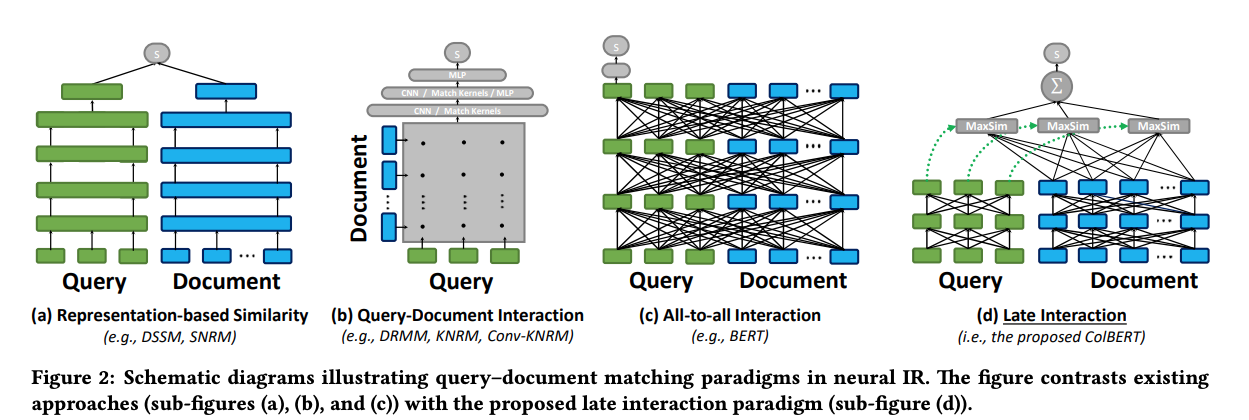 S
S
MLP
CNN / Match Kernels / MLP
CNN / Match Kernels
Document
Query
Document
Query
S
Query
Document
S
Σ
MaxSim
MaxSim
MaxSim
Query
Document
(a) Representation-based Similarity
(e.g., DSSM, SNRM)
(b) Query-Document Interaction
(e.g., DRMM, KNRM, Conv-KNRM)
(c) All-to-all Interaction
(e.g., BERT)
(d) Late Interaction
(i.e., the proposed ColBERT)
Figure 2: Schematic diagrams illustrating query–document matching paradigms in neural IR. The figure contrasts existing
approaches (sub-figures (a), (b), and (c)) with the proposed late interaction paradigm (sub-figure (d)).